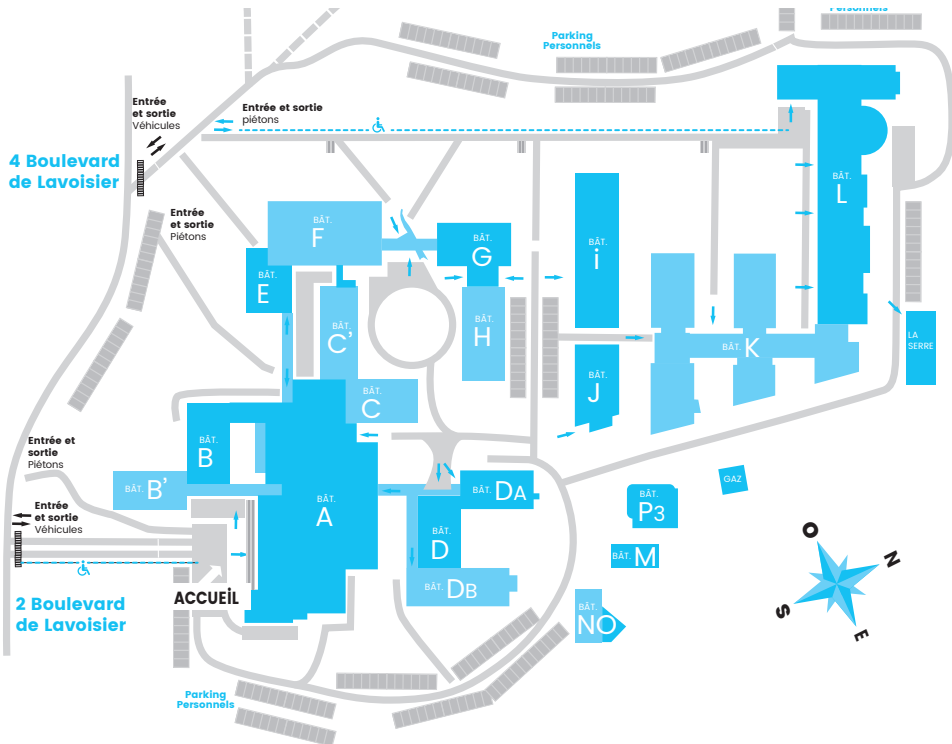 Personnels
Parking
Personnels
Entrée
et sortie
Véhicules
Entrée et sortie
piétons
4 Boulevard
de Lavoisier
Entrée
et sortie
Piétons
BÂT.
F
BÂT.
G
BÂT.
i
BÂT.
L
BÂT.
E
BÂT.
C'
BÂT.
H
BÂT. K
LA
SERRE
BÂT.
J
BÂT.
C
Entrée et
sortie
Piétons
BÂT.
B
BÂT. B'
BÂT.
A
BÂT. DA
GAZ
BÂT.
P3
Entrée
et sortie
Véhicules
BÂT.
D
BÂT. M
BÂT. DB
ACCUEiL
2 Boulevard
de Lavoisier
BÂT.
NO
O
N
S
E
Parking
Personnels